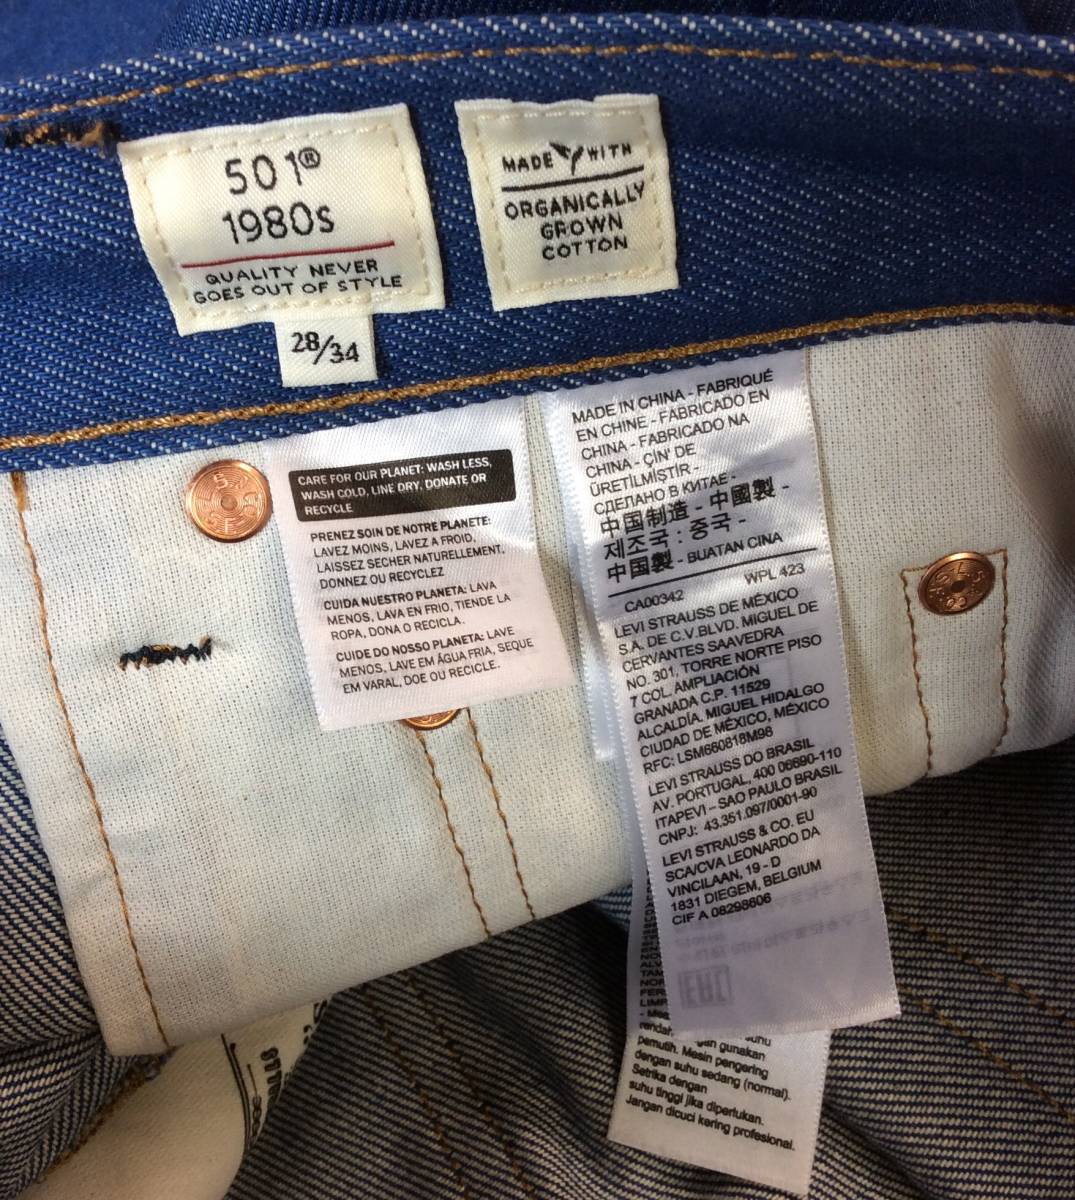 501®
1980s
QUALITY NEVER
GOES OUT OF STYLE
28/34
MADE WITH
ORGANICALLY
GROWN
COTTON
CARE FOR OUR PLANET: WASH LESS,
WASH COLD, LINE DRY, DONATE OR
RECYCLE
PRENEZ SOIN DE NOTRE PLANETE:
LAVEZ MOINS, LAVEZ A FROID,
LAISSEZ SECHER NATURELLEMENT,
DONNEZ OU RECYCLEZ
CUIDA NUESTRO PLANETA: LAVA
MENOS, LAVA EN FRIO, TIENDE LA
ROPA, DONA O RECICLA.
CUIDE DO NOSSO PLANETA: LAVE
MENOS, LAVE EM ÁGUA FRIA, SEQUE
EM VARAL, DOE OU RECICLE.
MADE IN CHINA - FABRIQUÉ
EN CHINE - FABRICADO EN
CHINA - FABRICADO NA
CHINA - ÇİN' DE
ÜRETİLMİŞTİR -
СДЕЛАНО В КИТАЕ -
中国制造 - 中國製 -
제조국 : 중국 -
中国製 - BUATAN CINA
CA00342 WPL 423
LEVI STRAUSS DE MÉXICO
S.A. DE C.V.BLVD. MIGUEL DE
CERVANTES SAAVEDRA
NO. 301, TORRE NORTE PISO
7 COL. AMPLIACIÓN
GRANADA C.P. 11529
ALCALDÍA. MIGUEL HIDALGO
CIUDAD DE MÉXICO, MÉXICO
RFC: LSM660818M96
LEVI STRAUSS DO BRASIL
AV. PORTUGAL, 400 06690-110
ITAPEVI – SAO PAULO BRASIL
CNPJ: 43.351.097/0001-90
LEVI STRAUSS & CO. EU
SCA/CVA LEONARDO DA
VINCILAAN, 19 - D
1831 DIEGEM, BELGIUM
CIF A 08298606
gunakan
pemutih. Mesin pengering
dengan suhu sedang (normal).
Setrika dengan
suhu tinggi jika diperlukan.
Jangan dicuci kering profesional.